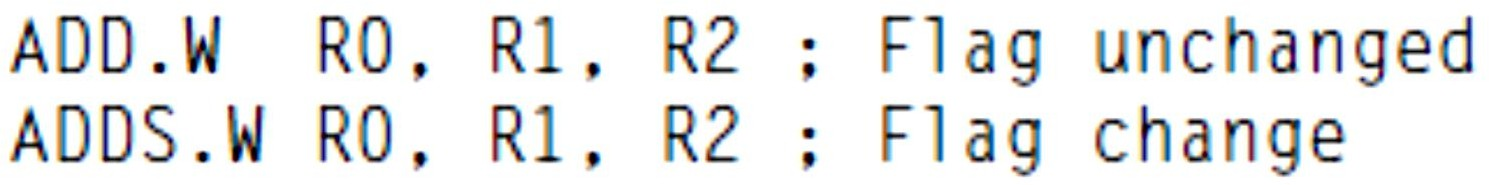 ADD.W  R0, R1, R2 ; Flag unchanged
ADDS.W R0, R1, R2 ; Flag change